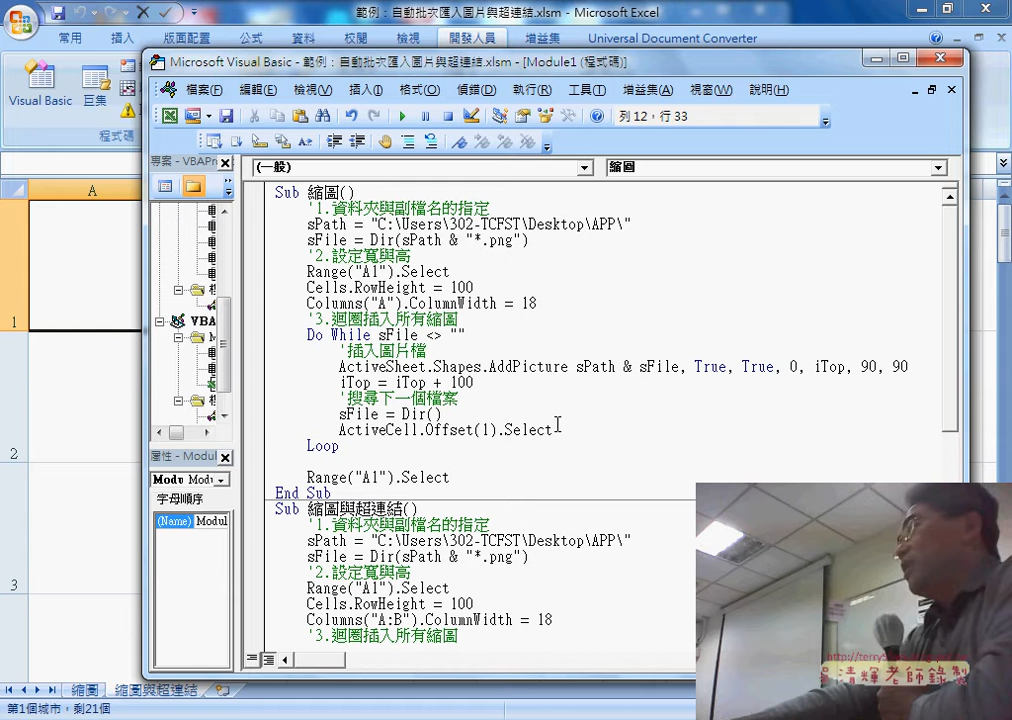 範例：自動批次匯入圖片與超連結.xlsm - Microsoft Excel
常用 插入 版面配置 公式 資料 校閱 檢視 開發人員 增益集 Universal Document Converter
Visual Basic 巨集
程式碼
Microsoft Visual Basic - 範例：自動批次匯入圖片與超連結.xlsm - [Module1 (程式碼)]
檔案(F) 編輯(E) 檢視(V) 插入(I) 格式(O) 偵錯(D) 執行(R) 工具(T) 增益集(A) 視窗(W) 說明(H)
列 12，行 33
專案 - VBAPr
(一般) 縮圖
A
1
2
3
VBA
屬性 - Modul
Modu Modu
字母順序
(Name) Modul
Sub 縮圖()
'1.資料夾與副檔名的指定
sPath = "C:\Users\302-TCFST\Desktop\APP\"
sFile = Dir(sPath & "*.png")
'2.設定寬與高
Range("A1").Select
Cells.RowHeight = 100
Columns("A").ColumnWidth = 18
'3.迴圈插入所有縮圖
Do While sFile <> ""
'插入圖片檔
ActiveSheet.Shapes.AddPicture sPath & sFile, True, True, 0, iTop, 90, 90
iTop = iTop + 100
'搜尋下一個檔案
sFile = Dir()
ActiveCell.Offset(1).Select
Loop
Range("A1").Select
End Sub
Sub 縮圖與超連結()
'1.資料夾與副檔名的指定
sPath = "C:\Users\302-TCFST\Desktop\APP\"
sFile = Dir(sPath & "*.png")
'2.設定寬與高
Range("A1").Select
Cells.RowHeight = 100
Columns("A:B").ColumnWidth = 18
'3.迴圈插入所有縮圖
吳清輝老師錄製
縮圖 縮圖與超連結
第1個城市，剩21個